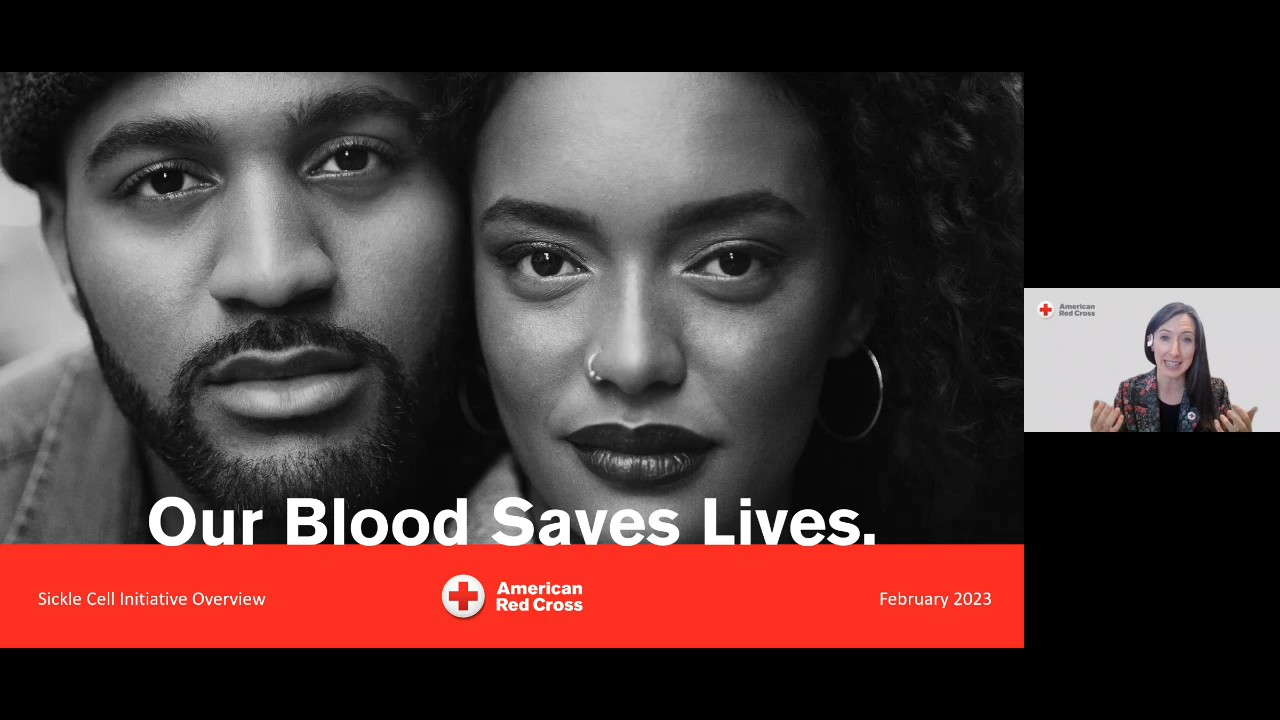 Our Blood Saves Lives.
Sickle Cell Initiative Overview
American
Red Cross
February 2023
American
Red Cross